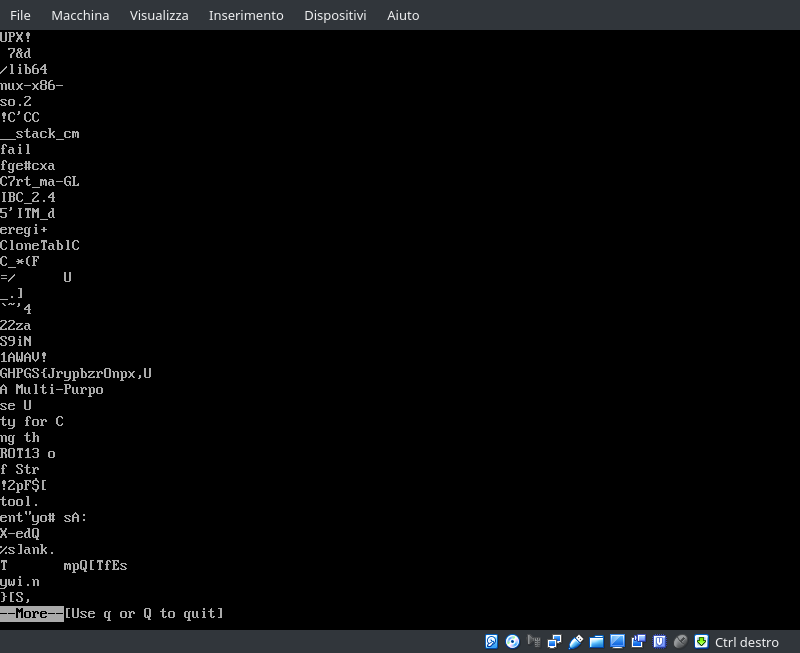 File Macchina Visualizza Inserimento Dispositivi Aiuto
UPX!
7&d
/lib64
nux-x86-
so.2
!C'CC
__stack_cm
fail
fge#cxa
C7rt_ma-GL
IBC_2.4
5'ITM_d
eregi+
CloneTablC
C_*(F
=/ U
_.]
`~'4
22za
S9iN
1AWAV!
GHPGS{JrypbzrOnpx,U
A Multi-Purpo
se U
ty for C
ng th
ROT13 o
f Str
!2pF$[
tool.
ent"yo# sA:
X-edQ
%slank.
T mpQ[TfEs
ywi.n
}[S,
--More--[Use q or Q to quit]
Ctrl destro